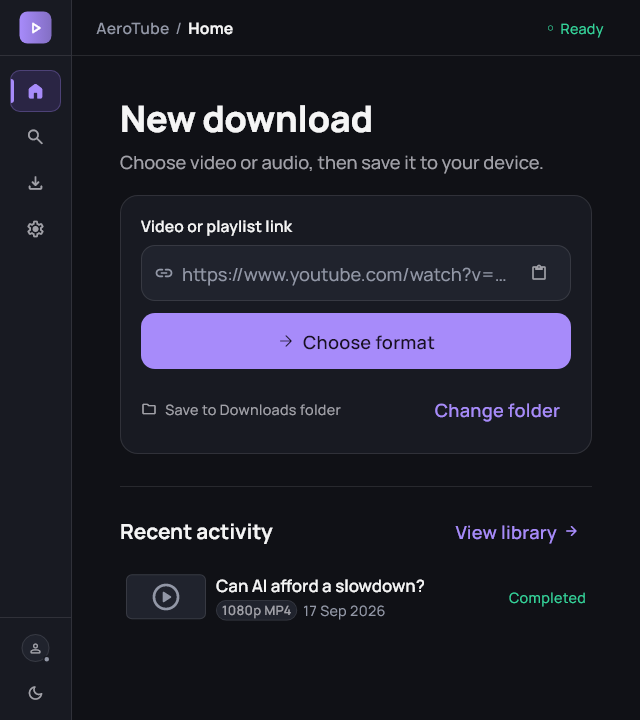 AeroTube / Home
Ready
New download
Choose video or audio, then save it to your device.
Video or playlist link
https://www.youtube.com/watch?v=...
Choose format
Save to Downloads folder
Change folder
Recent activity
View library
Can AI afford a slowdown?
1080p MP4 17 Sep 2026
Completed